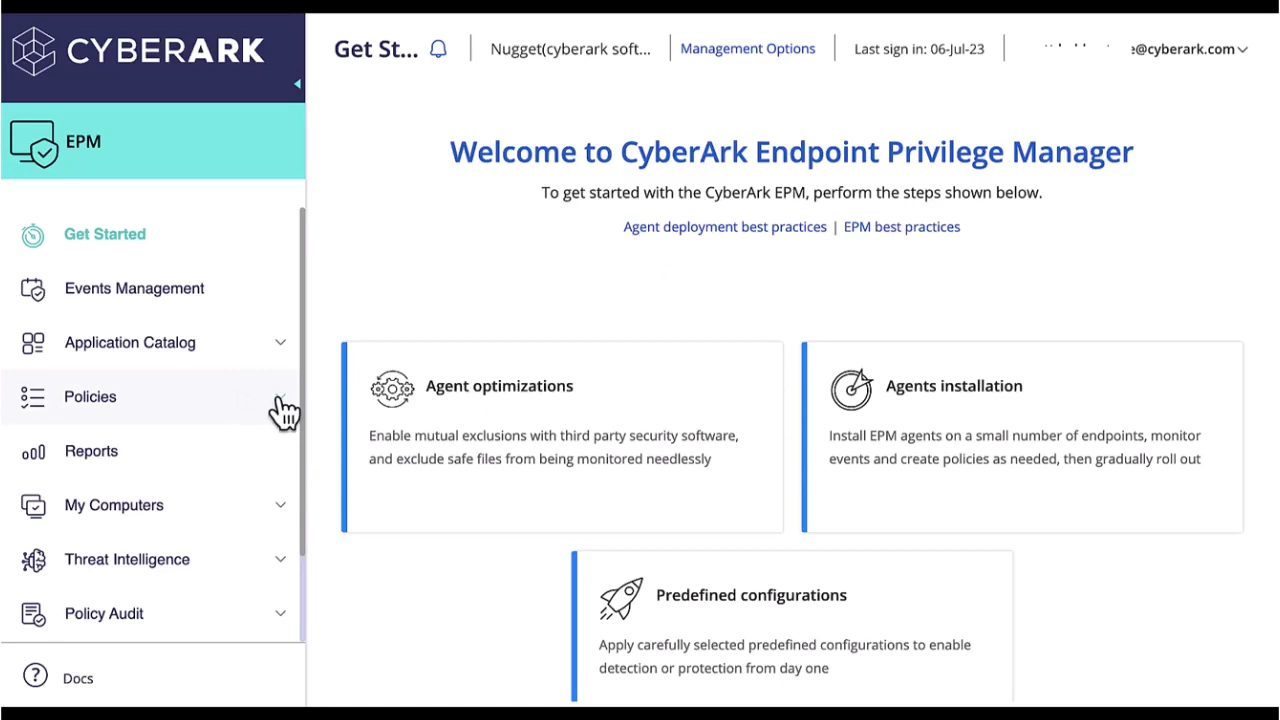 CYBERARK
Get St...
Nugget(cyberark soft...
Management Options
Last sign in: 06-Jul-23
e@cyberark.com
EPM
Get Started
Events Management
Application Catalog
Policies
Reports
My Computers
Threat Intelligence
Policy Audit
Docs
Welcome to CyberArk Endpoint Privilege Manager
To get started with the CyberArk EPM, perform the steps shown below.
Agent deployment best practices | EPM best practices
Agent optimizations
Enable mutual exclusions with third party security software,
and exclude safe files from being monitored needlessly
Agents installation
Install EPM agents on a small number of endpoints, monitor
events and create policies as needed, then gradually roll out
Predefined configurations
Apply carefully selected predefined configurations to enable
detection or protection from day one